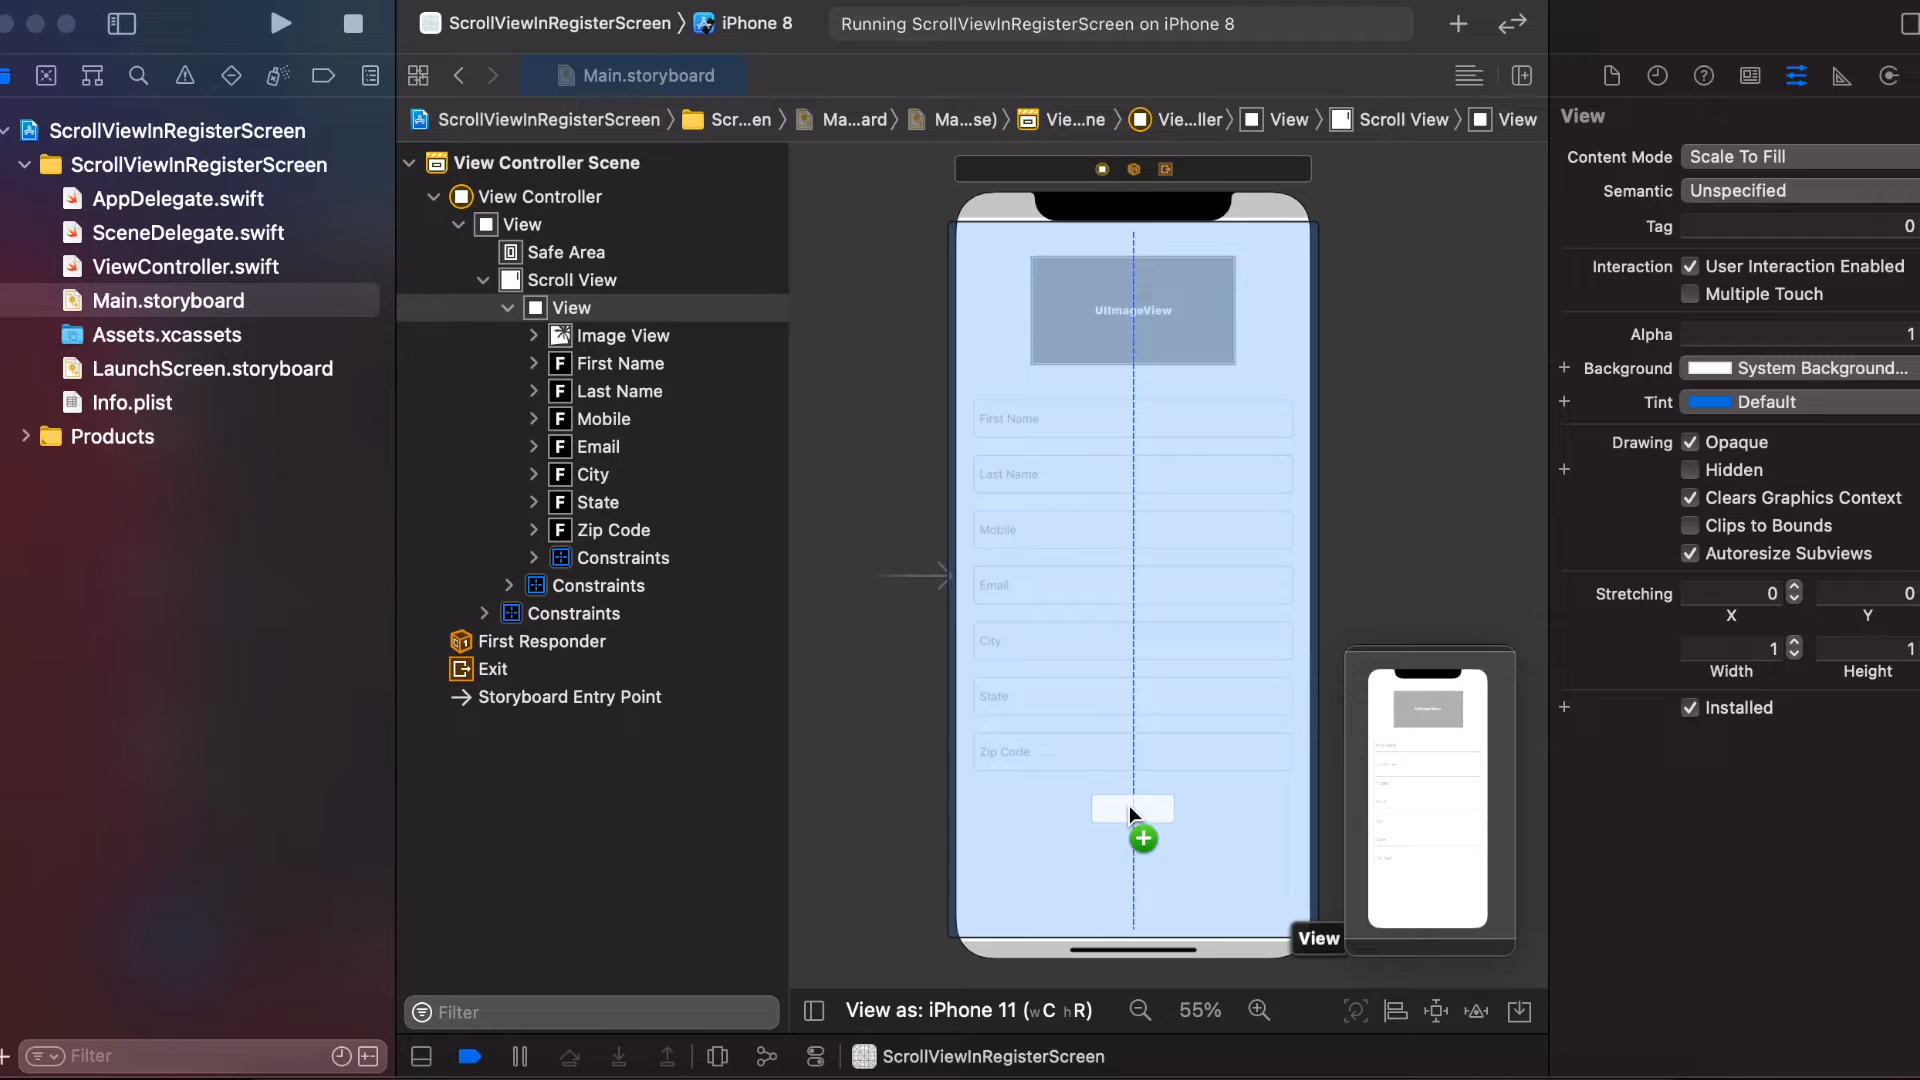 ScrollViewInRegisterScreen 〉 iPhone 8
Running ScrollViewInRegisterScreen on iPhone 8
Main.storyboard
ScrollViewInRegisterScreen 〉 Scr...en 〉 Ma...ard 〉 Ma...se) 〉 Vie...ne 〉 Vie...ller 〉 View 〉 Scroll View 〉 View
ScrollViewInRegisterScreen
ScrollViewInRegisterScreen
AppDelegate.swift
SceneDelegate.swift
ViewController.swift
Main.storyboard
Assets.xcassets
LaunchScreen.storyboard
Info.plist
Products
Filter
View Controller Scene
View Controller
View
Safe Area
Scroll View
View
Image View
F First Name
F Last Name
F Mobile
F Email
F City
F State
F Zip Code
Constraints
Constraints
Constraints
First Responder
Exit
Storyboard Entry Point
Filter
UIImageView
First Name
Last Name
Mobile
Email
City
State
Zip Code
View
View as: iPhone 11 (wC hR)
55%
ScrollViewInRegisterScreen
View
Content Mode Scale To Fill
Semantic Unspecified
Tag 0
Interaction User Interaction Enabled
Multiple Touch
Alpha 1
+ Background System Background...
+ Tint Default
Drawing Opaque
+ Hidden
Clears Graphics Context
Clips to Bounds
Autoresize Subviews
Stretching 0 0
X Y
1 1
Width Height
+ Installed